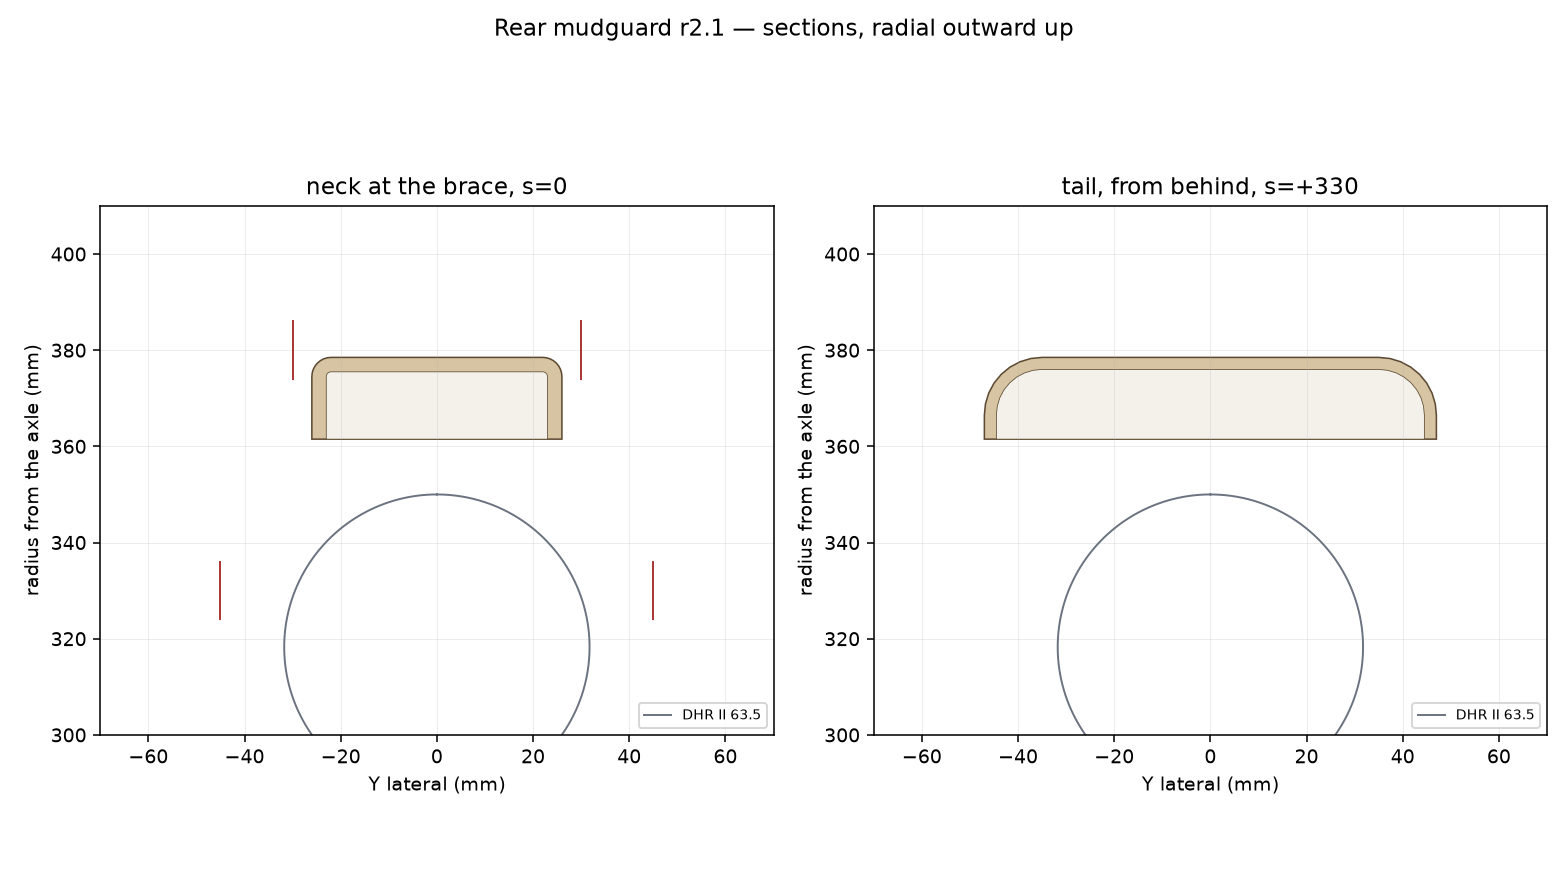 Rear mudguard r2.1 — sections, radial outward up
neck at the brace, s=0
400
380
360
340
320
300
radius from the axle (mm)
−60
−40
−20
0
20
40
60
Y lateral (mm)
DHR II 63.5
tail, from behind, s=+330
400
380
360
340
320
300
radius from the axle (mm)
−60
−40
−20
0
20
40
60
Y lateral (mm)
DHR II 63.5